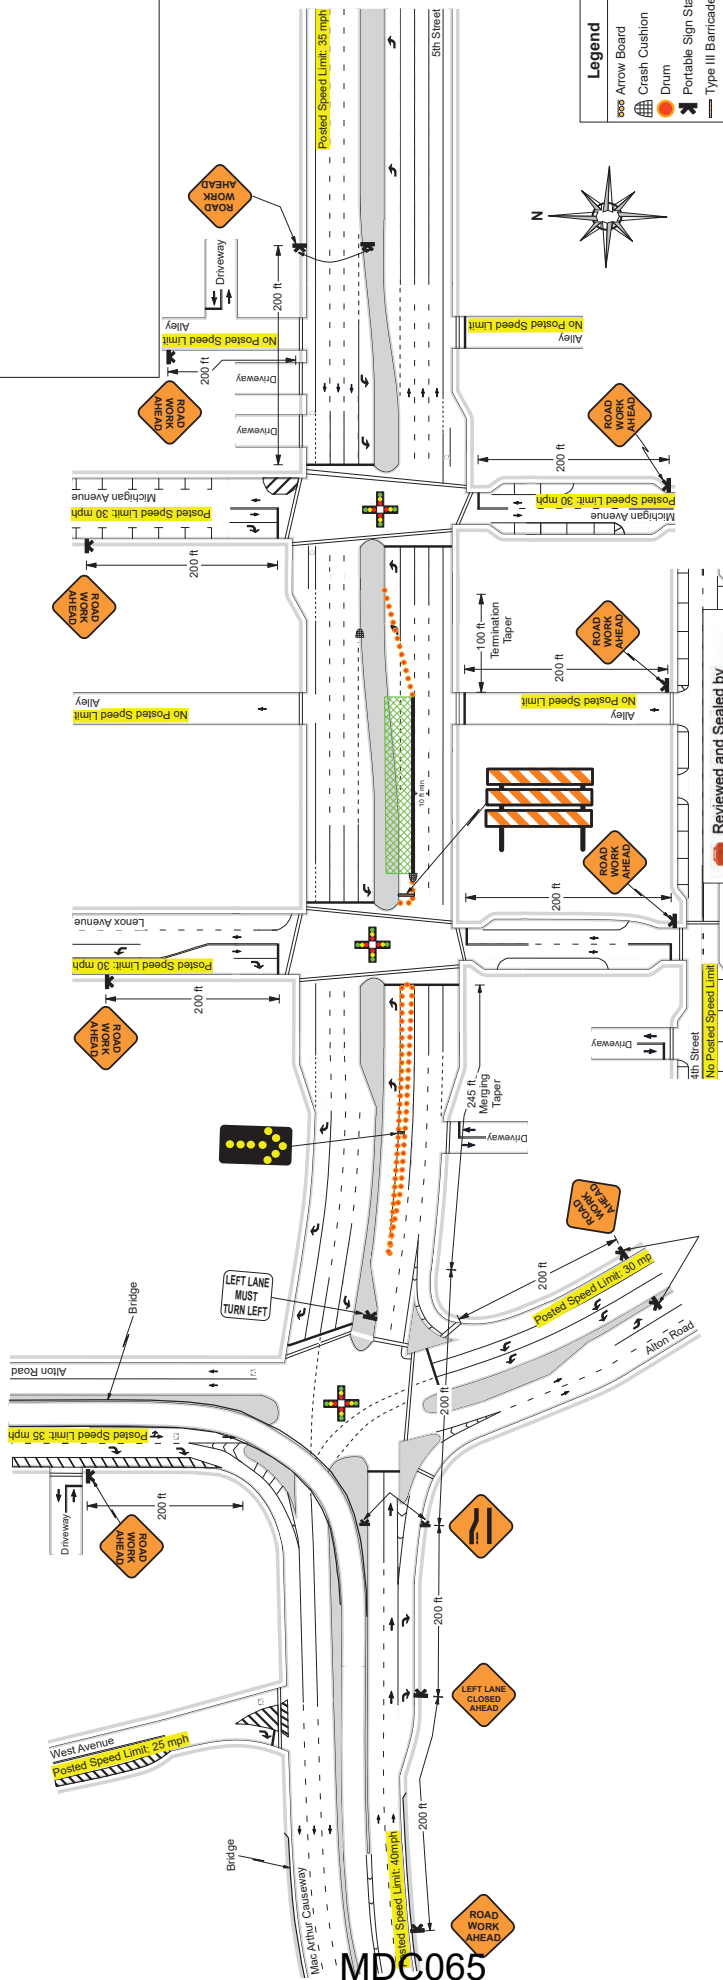 Posted Speed Limit: 35 mph
5th Street
Legend
Arrow Board
Crash Cushion
Drum
Portable Sign Sta
Type III Barricade
ROAD
WORK
AHEAD
Driveway
Alley
No Posted Speed Limit
200 ft
N
200 ft
Driveway
Driveway
ROAD
WORK
AHEAD
No Posted Speed Limit
Alley
ROAD
WORK
AHEAD
200 ft
Michigan Avenue
Posted Speed Limit: 30 mph
200 ft
Posted Speed Limit: 30 mph
Michigan Avenue
ROAD
WORK
AHEAD
100 ft
Termination
Taper
ROAD
WORK
AHEAD
200 ft
Alley
No Posted Speed Limit
No Posted Speed Limit
Alley
10 ft min
Reviewed and Sealed by
ROAD
WORK
AHEAD
200 ft
Lenox Avenue
Posted Speed Limit: 30 mph
200 ft
ROAD
WORK
AHEAD
4th Street
No Posted Speed Limit
Driveway
245 ft
Merging
Taper
Driveway
LEFT LANE
MUST
TURN LEFT
ROAD
WORK
AHEAD
200 ft
Posted Speed Limit: 30 mp
Alton Road
Bridge
Alton Road
Posted Speed Limit: 35 mph
200 ft
Driveway
200 ft
ROAD
WORK
AHEAD
200 ft
LEFT LANE
CLOSED
AHEAD
200 ft
West Avenue
Posted Speed Limit: 25 mph
Bridge
Mac Arthur Causeway
Posted Speed Limit: 40mph
ROAD
WORK
AHEAD
MDC065